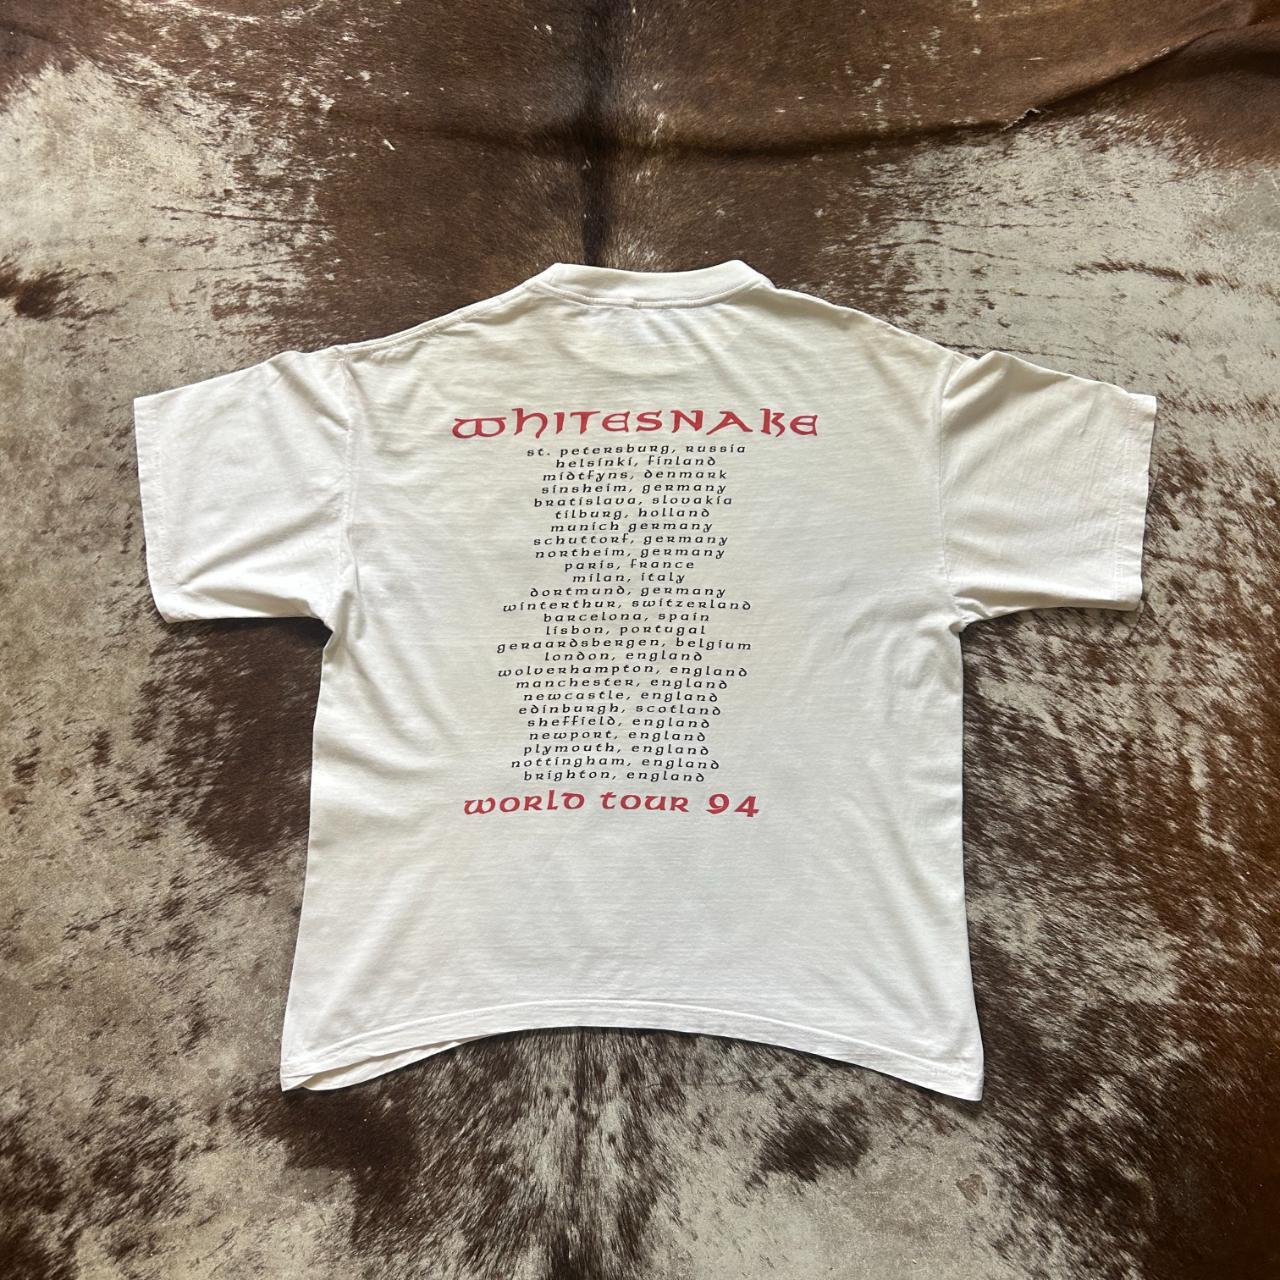 WHITESNAKE
st. petersburg, russia
helsinki, finland
midtfyns, denmark
sinsheim, germany
bratislava, slovakia
tilburg, holland
munich germany
schuttorf, germany
northeim, germany
paris, france
milan, italy
dortmund, germany
winterthur, switzerland
barcelona, spain
lisbon, portugal
geraardsbergen, belgium
london, england
wolverhampton, england
manchester, england
newcastle, england
edinburgh, scotland
sheffield, england
newport, england
plymouth, england
nottingham, england
brighton, england
WORLD TOUR 94